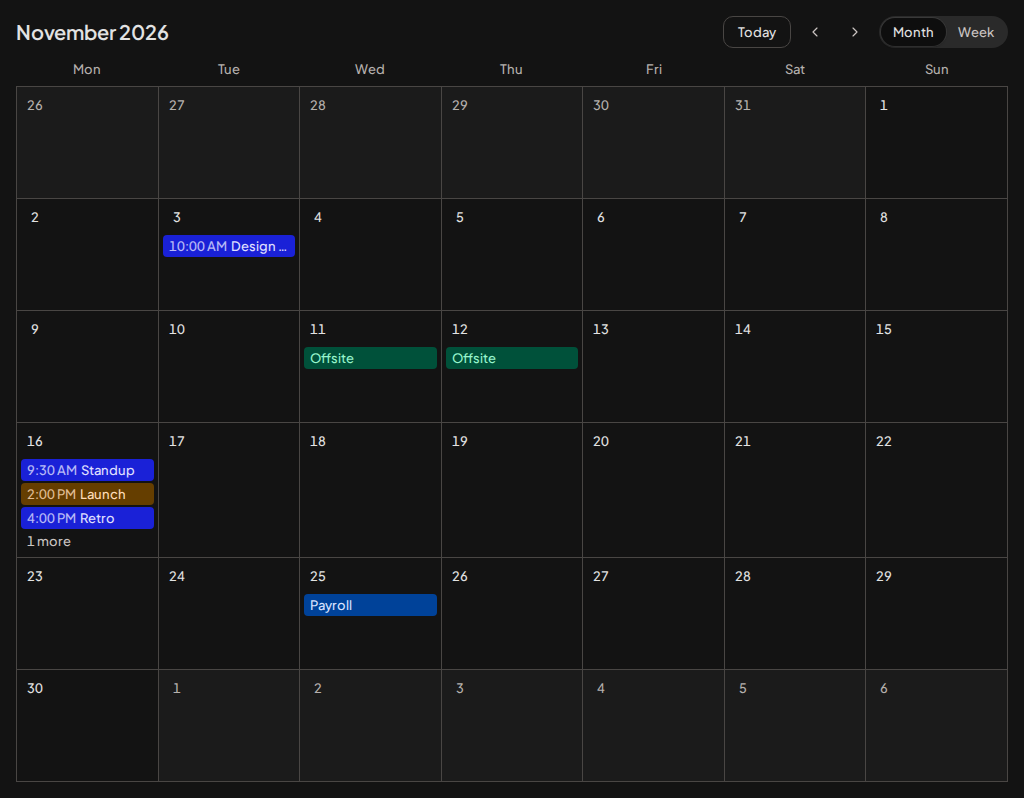 November 2026
Today
Month
Week
Mon Tue Wed Thu Fri Sat Sun
26 27 28 29 30 31 1
2 3 4 5 6 7 8
10:00 AM Design …
9 10 11 12 13 14 15
Offsite Offsite
16 17 18 19 20 21 22
9:30 AM Standup
2:00 PM Launch
4:00 PM Retro
1 more
23 24 25 26 27 28 29
Payroll
30 1 2 3 4 5 6